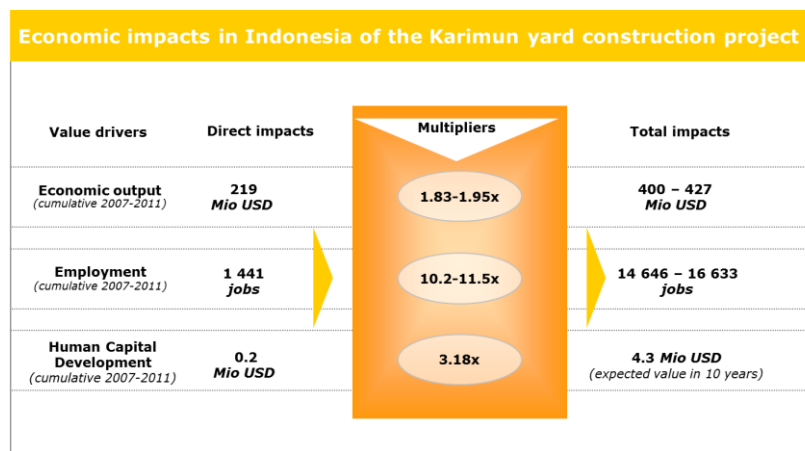 Economic impacts in Indonesia of the Karimun yard construction project
Value drivers Direct impacts Multipliers Total impacts
Economic output
(cumulative 2007-2011)
219
Mio USD
1.83-1.95x
400 – 427
Mio USD
Employment
(cumulative 2007-2011)
1 441
jobs
10.2-11.5x
14 646 – 16 633
jobs
Human Capital
Development
(cumulative 2007-2011)
0.2
Mio USD
3.18x
4.3 Mio USD
(expected value in 10 years)